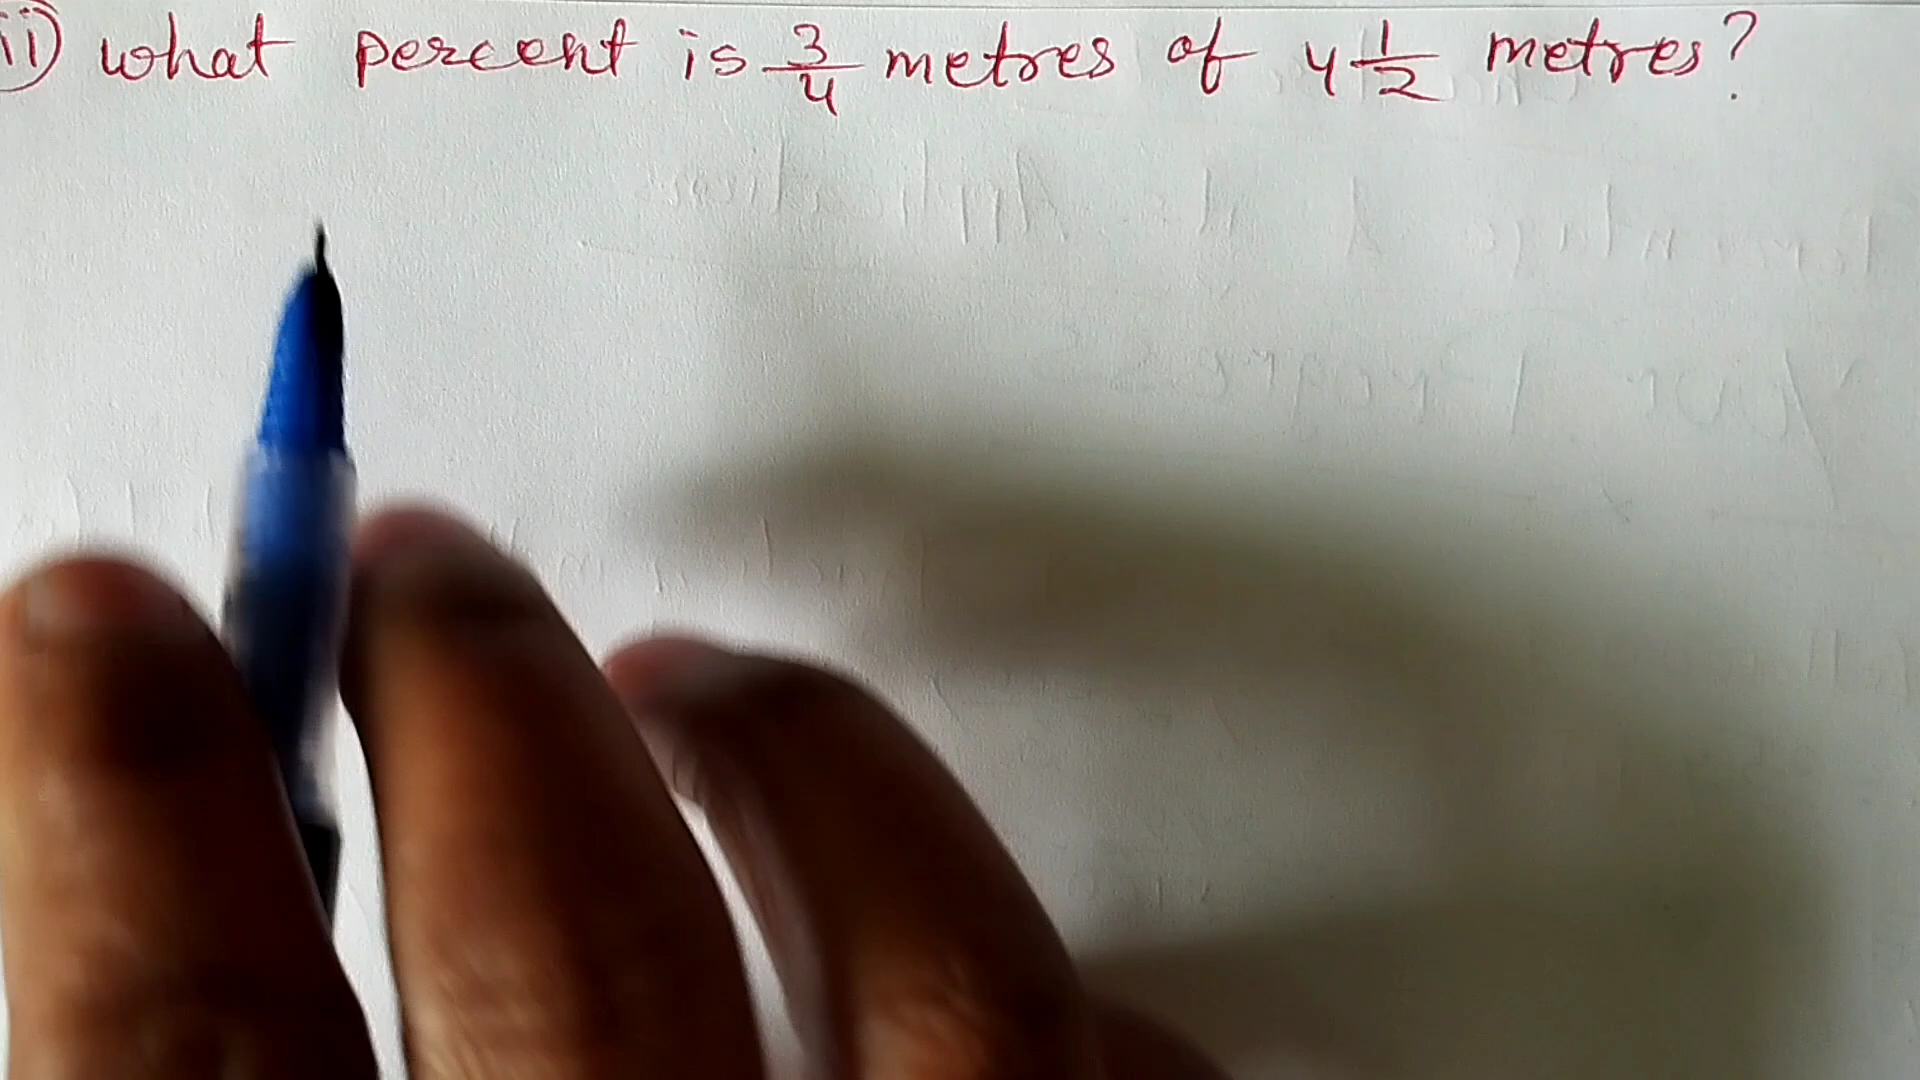 ii) what percent is 3/4 metres of 4 1/2 metres?